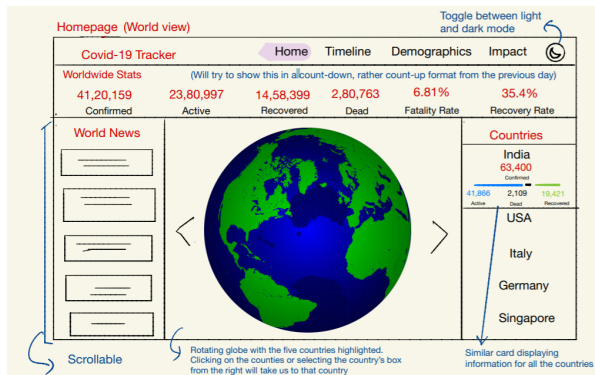 Homepage (World view)
Toggle between light
and dark mode
Covid-19 Tracker
Home Timeline Demographics Impact
Worldwide Stats
(Will try to show this in alcount-down, rather count-up format from the previous day)
41,20,159 23,80,997 14,58,399 2,80,763 6.81% 35.4%
Confirmed Active Recovered Dead Fatality Rate Recovery Rate
World News
Countries
India
63,400
Confirmed
41,866 2,109 19,421
Active Dead Recovered
USA
Italy
Germany
Singapore
Scrollable
Rotating globe with the five countries highlighted.
Clicking on the counties or selecting the country's box
from the right will take us to that country
Similar card displaying
information for all the countries